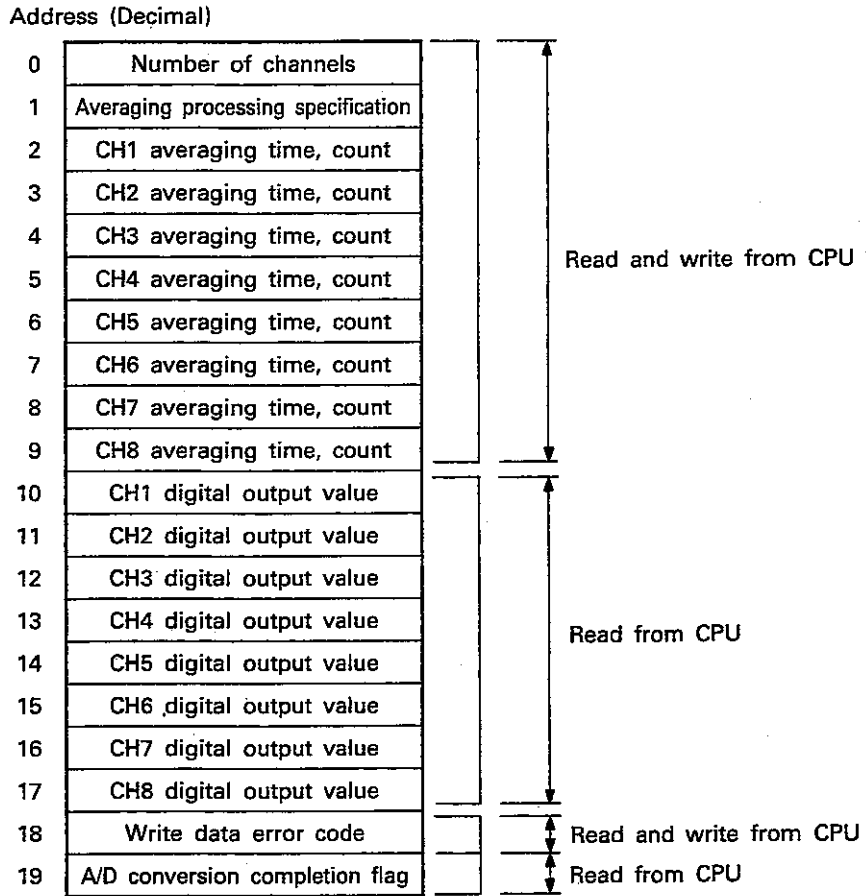 Address (Decimal)
0 Number of channels
1 Averaging processing specification
2 CH1 averaging time, count
3 CH2 averaging time, count
4 CH3 averaging time, count
5 CH4 averaging time, count
Read and write from CPU
6 CH5 averaging time, count
7 CH6 averaging time, count
8 CH7 averaging time, count
9 CH8 averaging time, count
10 CH1 digital output value
11 CH2 digital output value
12 CH3 digital output value
13 CH4 digital output value
Read from CPU
14 CH5 digital output value
15 CH6 digital output value
16 CH7 digital output value
17 CH8 digital output value
18 Write data error code Read and write from CPU
19 A/D conversion completion flag Read from CPU